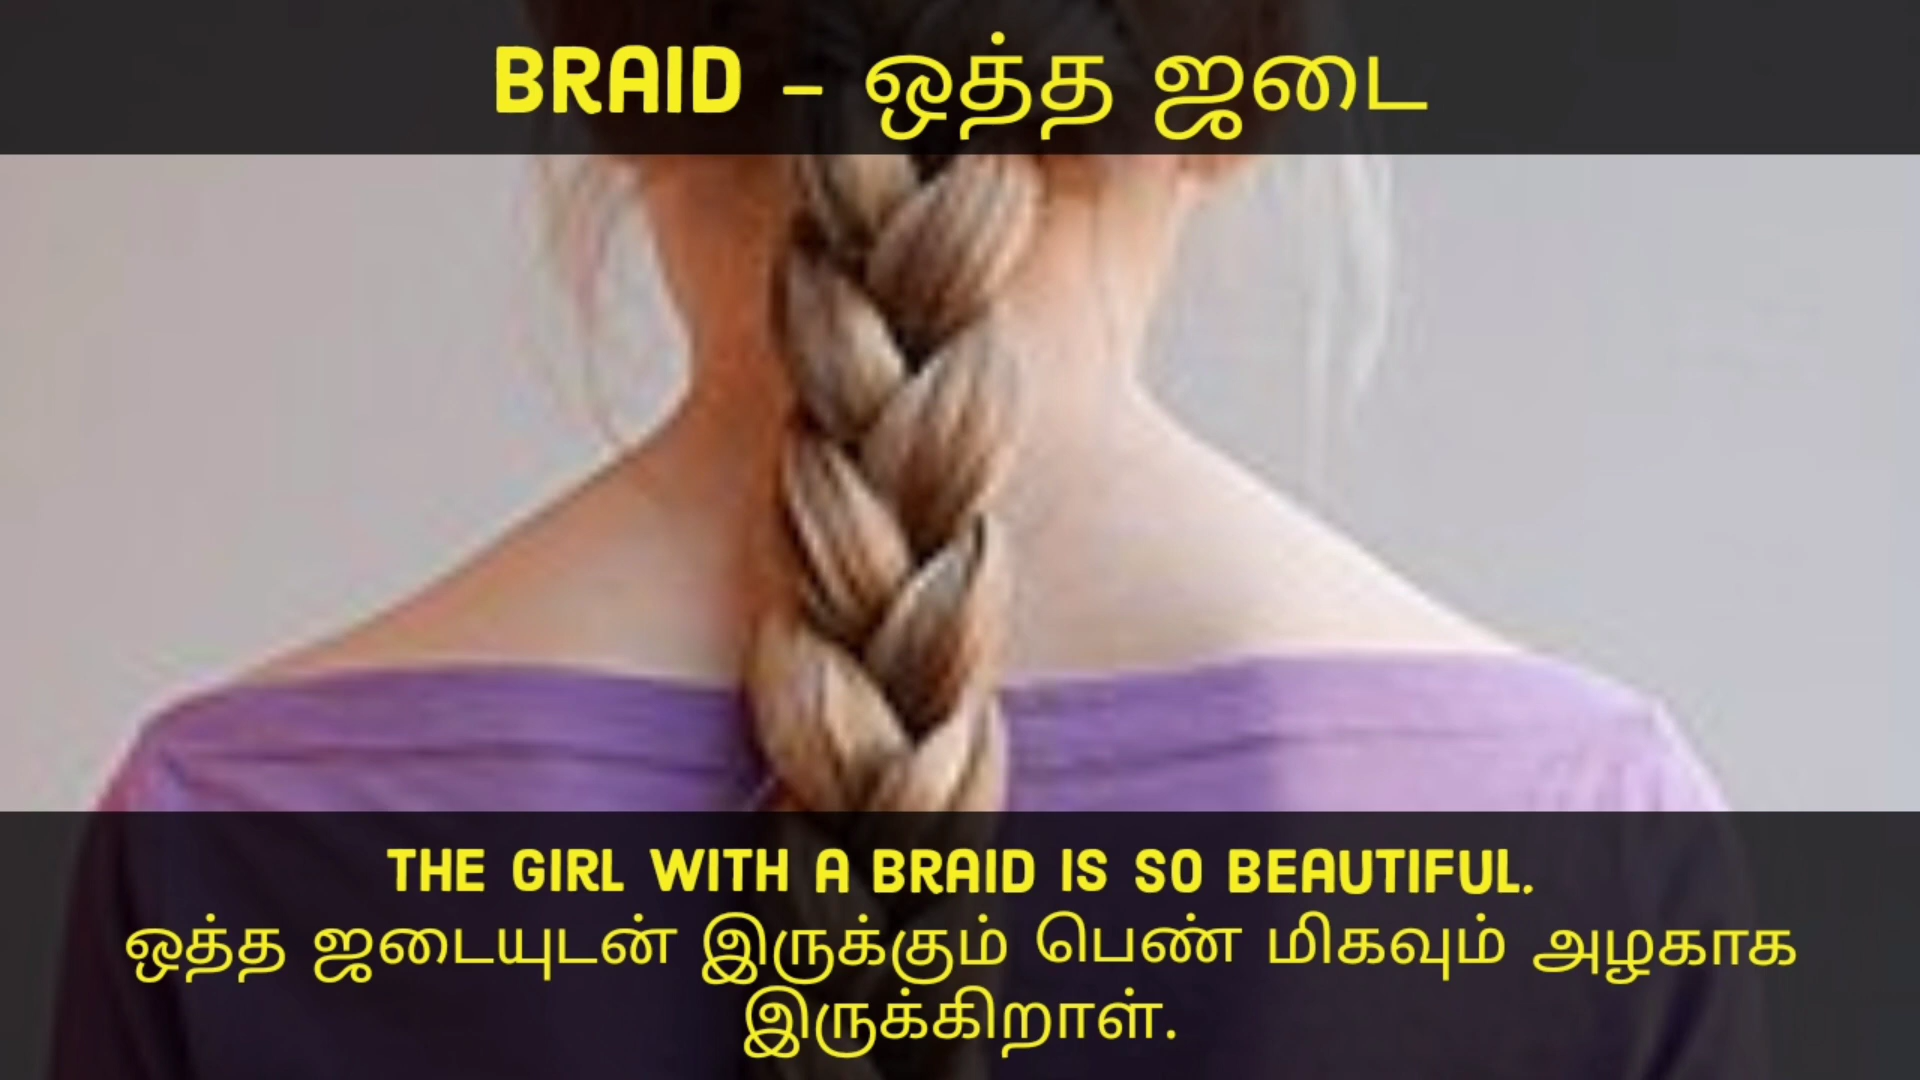 BRAID - ஒத்த ஜடை
THE GIRL WITH A BRAID IS SO BEAUTIFUL.
ஒத்த ஜடையுடன் இருக்கும் பெண் மிகவும் அழகாக
இருக்கிறாள்.